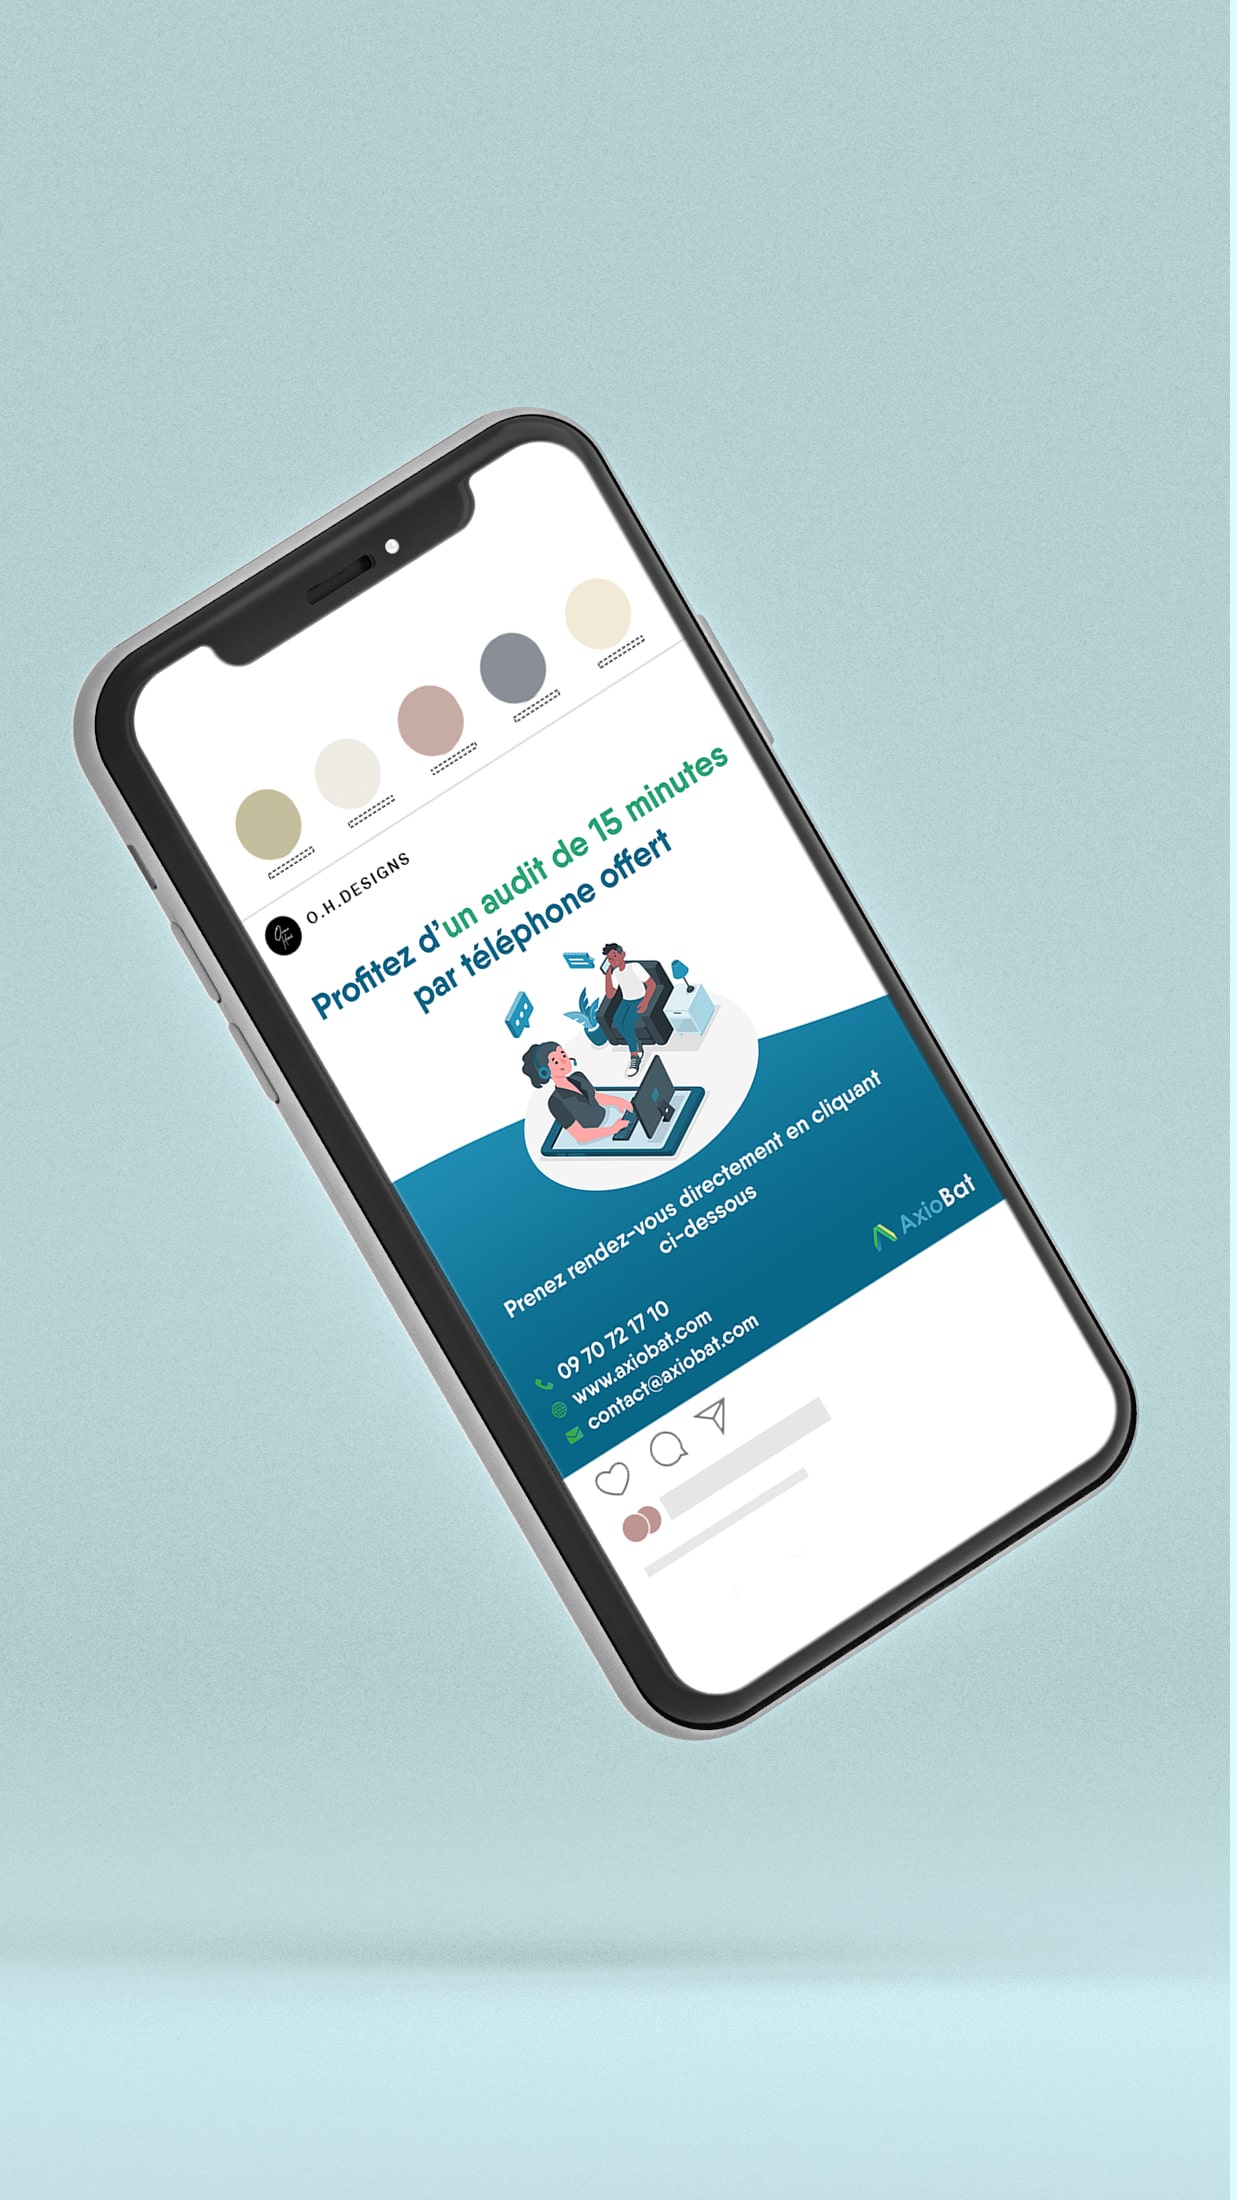 O.H.DESIGNS
Profitez d'un audit de 15 minutes
par téléphone offert
Prenez rendez-vous directement en cliquant
ci-dessous
AxioBat
09 70 72 17 10
www.axiobat.com
contact@axiobat.com